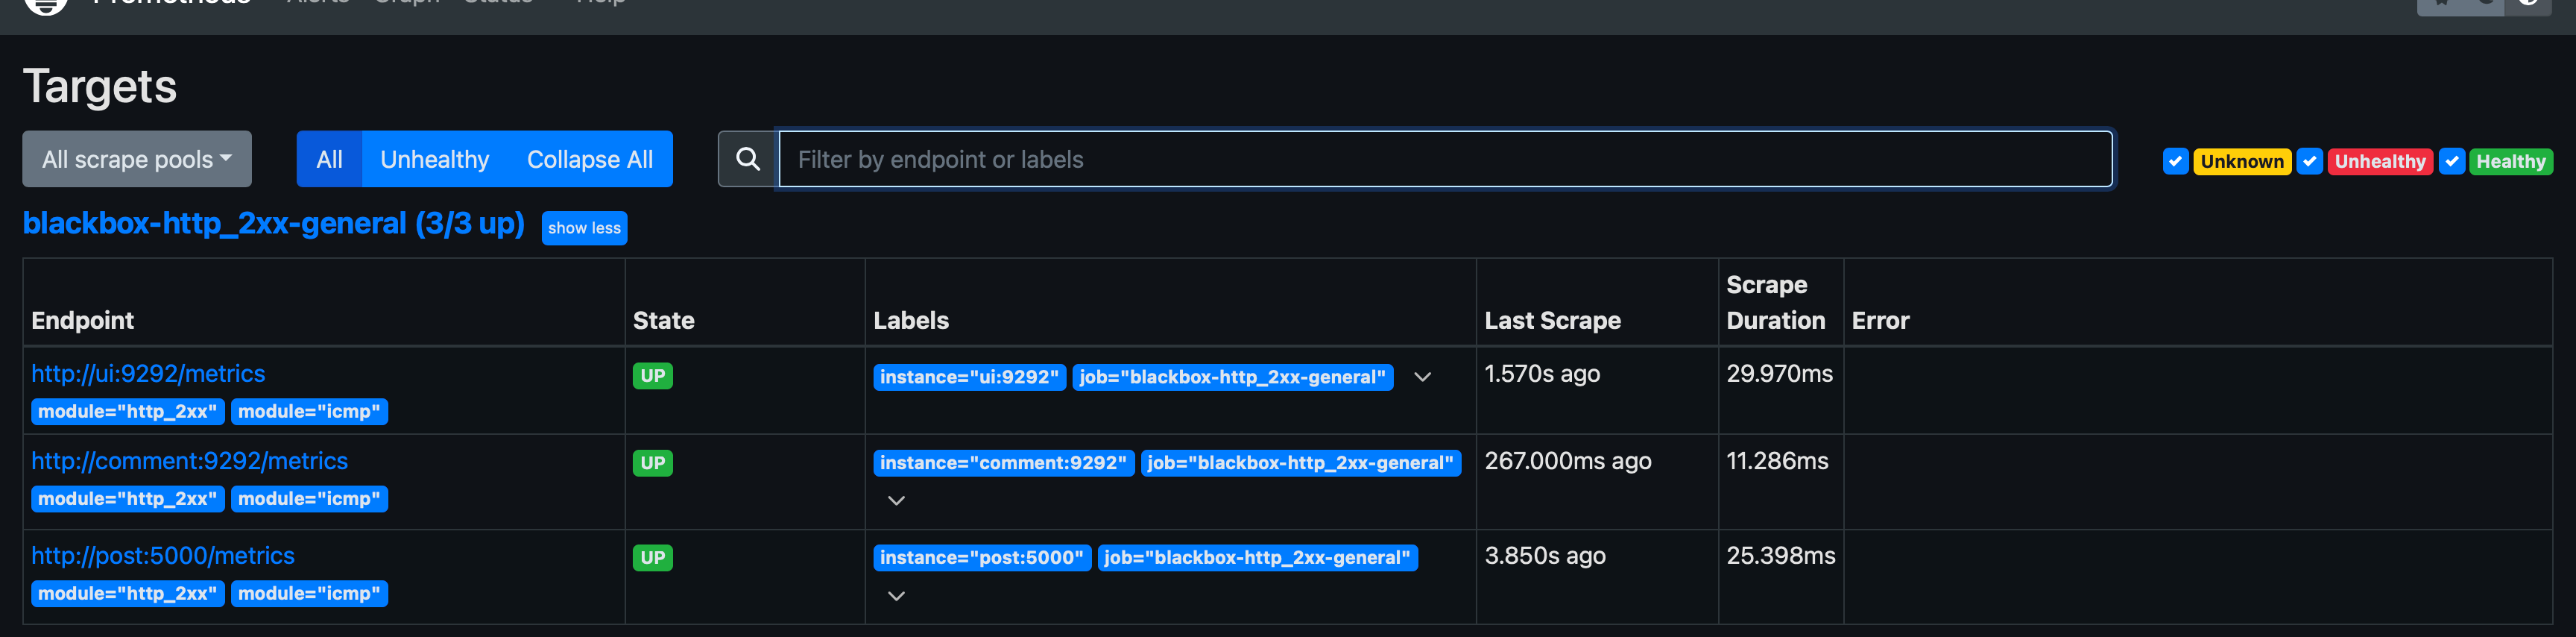 Prometheus Alerts Graph Status Help
Targets
All scrape pools All Unhealthy Collapse All Filter by endpoint or labels Unknown Unhealthy Healthy
blackbox-http_2xx-general (3/3 up) show less
Endpoint State Labels Last Scrape Scrape Duration Error
http://ui:9292/metrics UP instance="ui:9292" job="blackbox-http_2xx-general" 1.570s ago 29.970ms
module="http_2xx" module="icmp"
http://comment:9292/metrics UP instance="comment:9292" job="blackbox-http_2xx-general" 267.000ms ago 11.286ms
module="http_2xx" module="icmp"
http://post:5000/metrics UP instance="post:5000" job="blackbox-http_2xx-general" 3.850s ago 25.398ms
module="http_2xx" module="icmp"